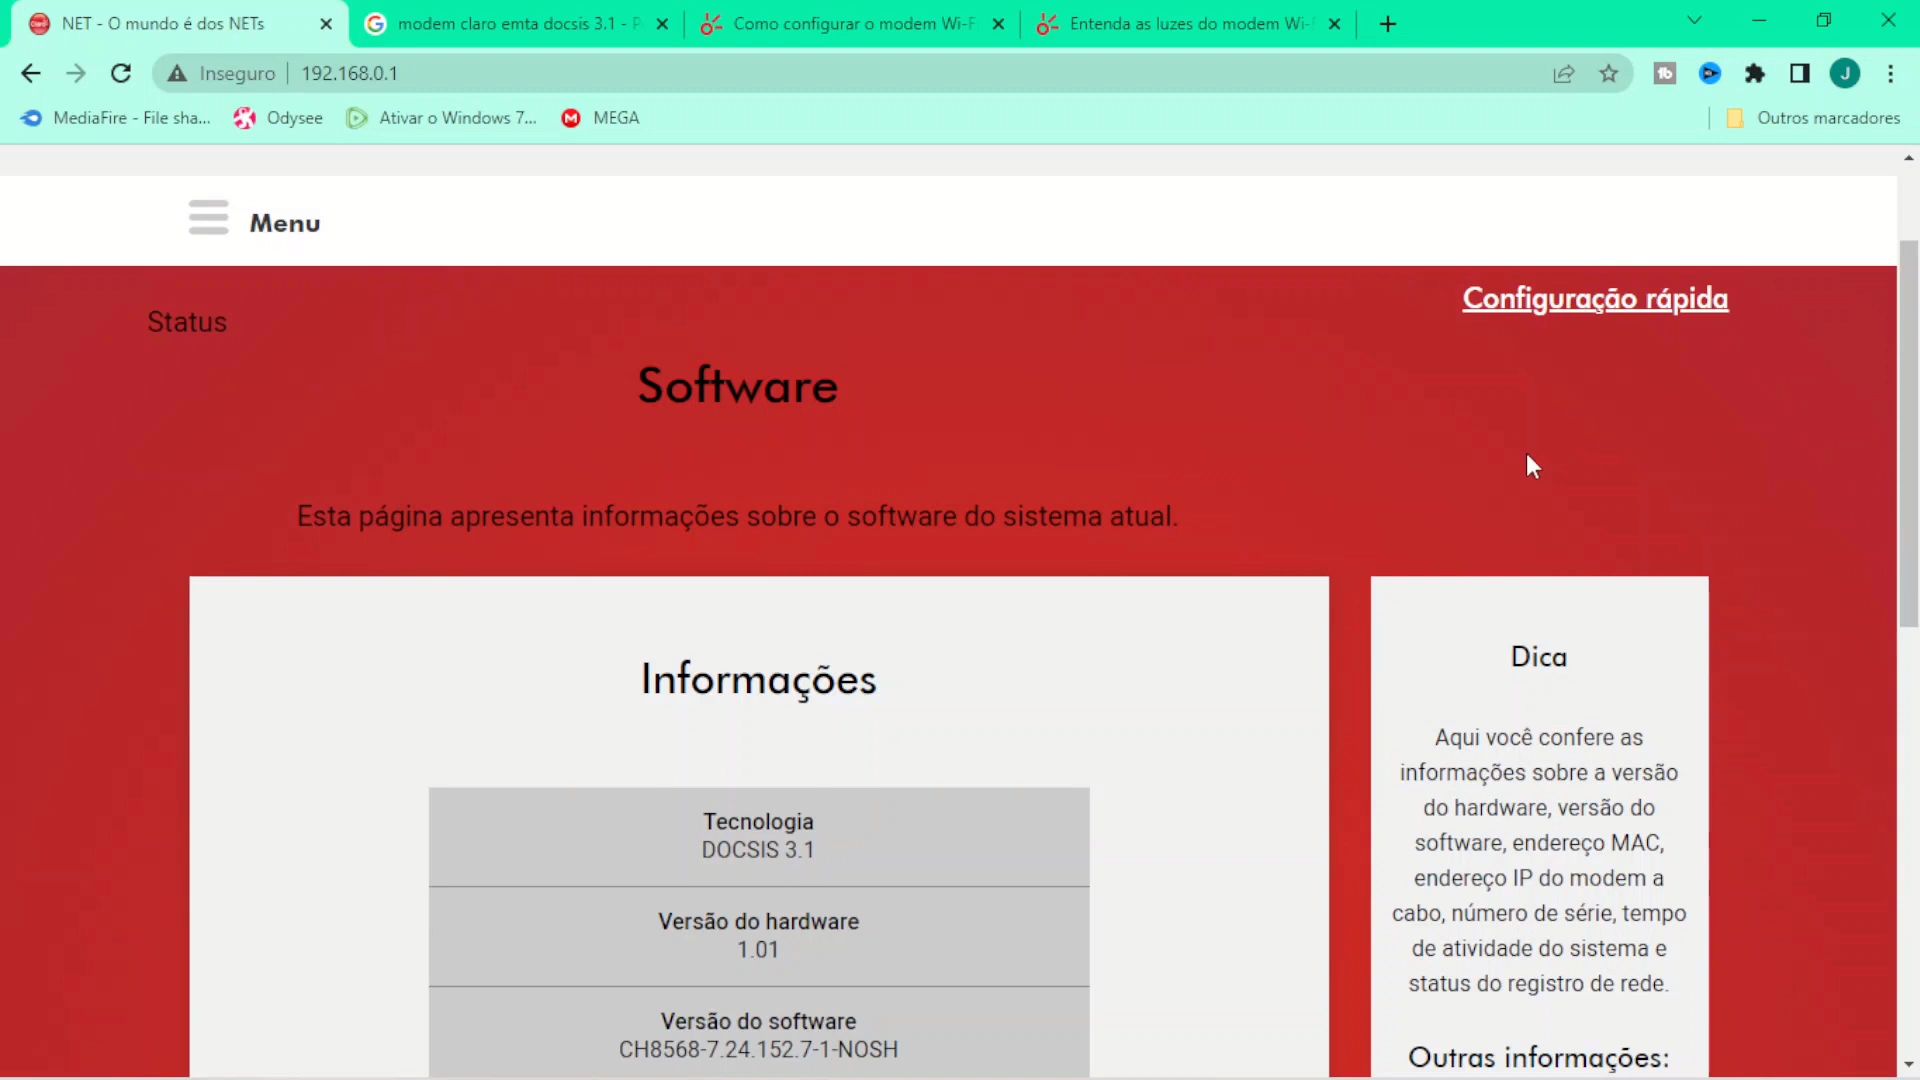 NET - O mundo é dos NETs
modem claro emta docsis 3.1 -
Como configurar o modem Wi-F
Entenda as luzes do modem Wi-
Inseguro
192.168.0.1
J
MediaFire - File sha...
Odysee
Ativar o Windows 7...
MEGA
Outros marcadores
Menu
Configuração rápida
Status
Software
Esta página apresenta informações sobre o software do sistema atual.
Informações
Tecnologia
DOCSIS 3.1
Versão do hardware
1.01
Versão do software
CH8568-7.24.152.7-1-NOSH
Dica
Aqui você confere as
informações sobre a versão
do hardware, versão do
software, endereço MAC,
endereço IP do modem a
cabo, número de série, tempo
de atividade do sistema e
status do registro de rede.
Outras informações: